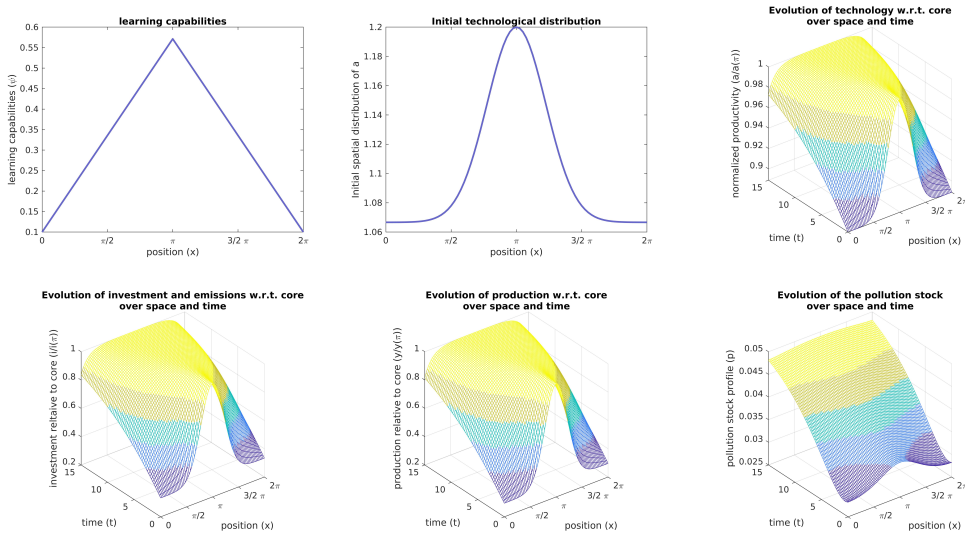 learning capabilities
learning capabilities (ψ)
0.6
0.55
0.5
0.45
0.4
0.35
0.3
0.25
0.2
0.15
0.1
0
π/2
π
3/2 π
2π
position (x)
Initial technological distribution
Initial spatial distribution of a
1.2
1.18
1.16
1.14
1.12
1.1
1.08
1.06
0
π/2
π
3/2 π
2π
position (x)
Evolution of technology w.r.t. core
over space and time
normalized productivity (a/a(π))
1
0.98
0.96
0.94
0.92
0.9
15
10
5
0
time (t)
0
π/2
π
3/2 π
2π
position (x)
Evolution of investment and emissions w.r.t. core
over space and time
investment reltaive to core (i/i(π))
1
0.8
0.6
0.4
0.2
15
10
5
0
time (t)
0
π/2
π
3/2 π
2π
position (x)
Evolution of production w.r.t. core
over space and time
production relative to core (y/y(π))
1
0.8
0.6
0.4
0.2
15
10
5
0
time (t)
0
π/2
π
3/2 π
2π
position (x)
Evolution of the pollution stock
over space and time
pollution stock profile (p)
0.05
0.045
0.04
0.035
0.03
0.025
15
10
5
0
time (t)
0
π/2
π
3/2 π
2π
position (x)